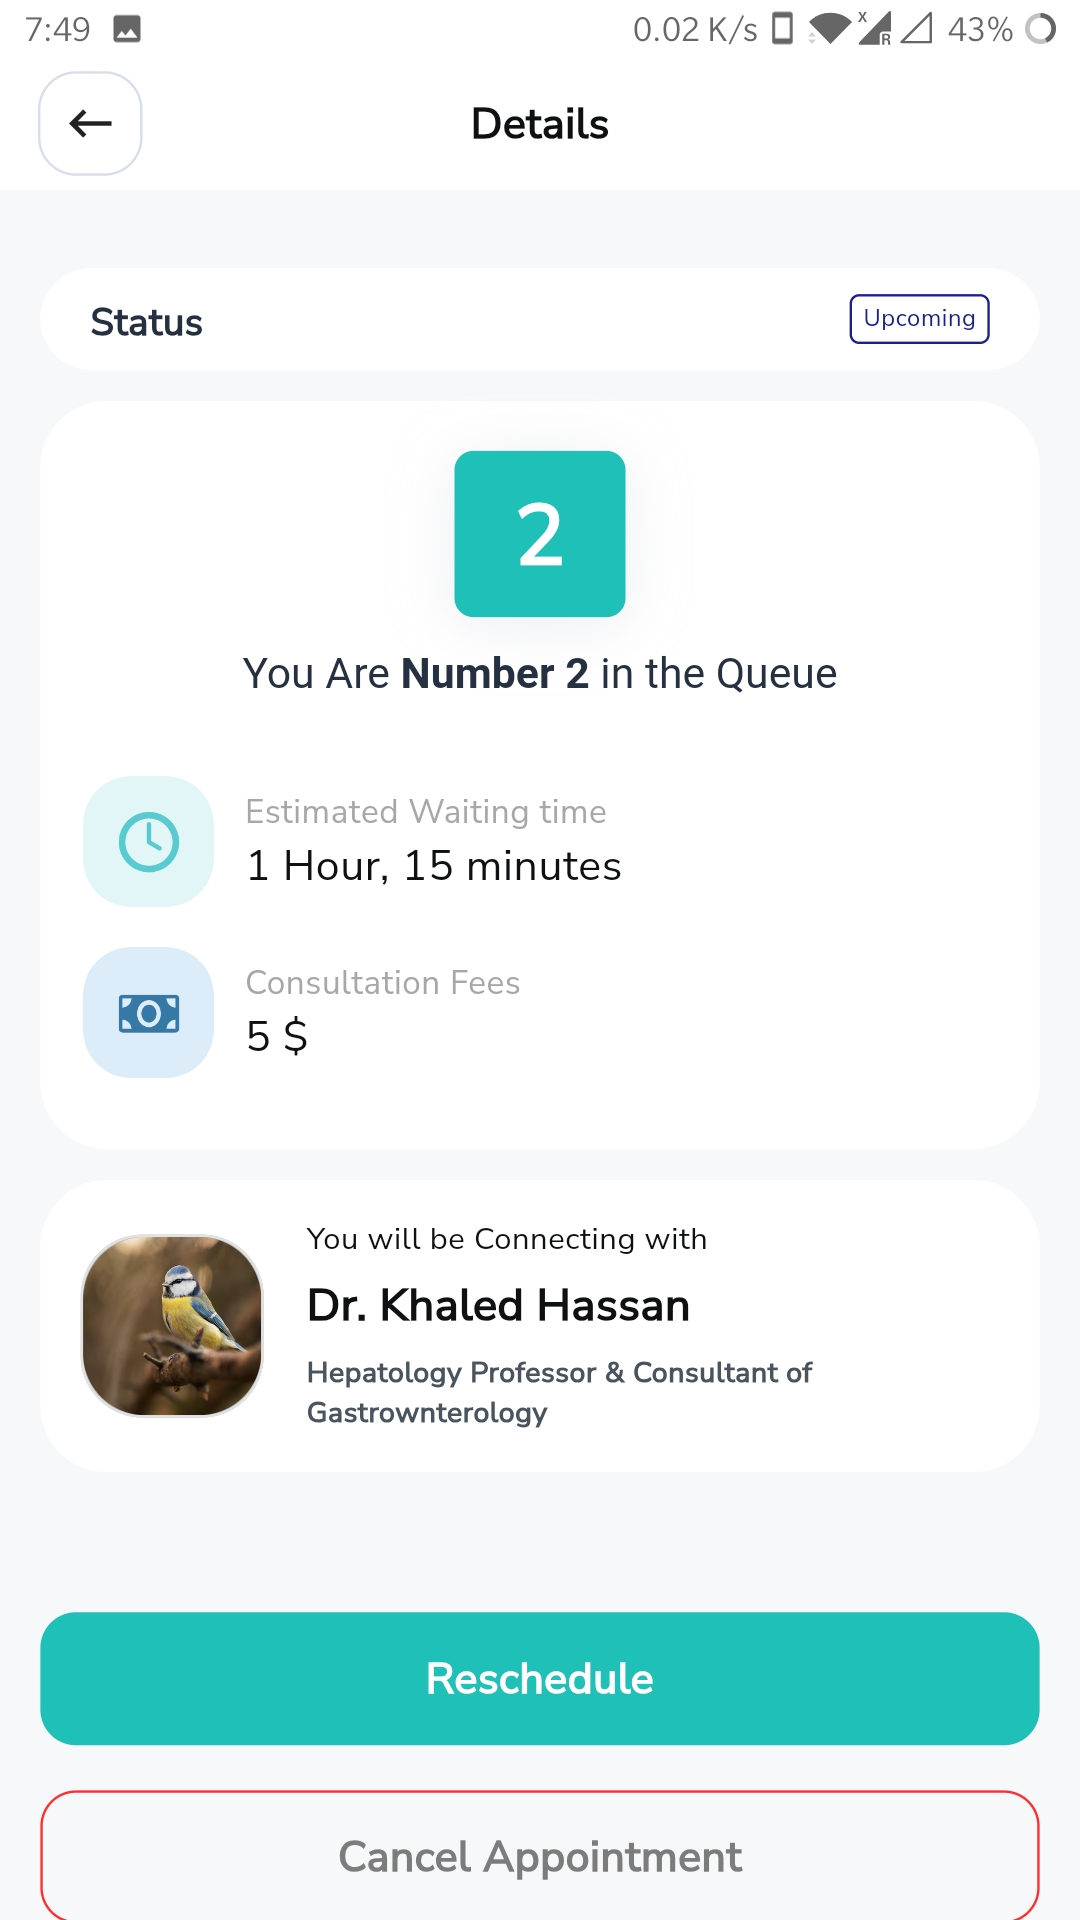 7:49 0.02 K/s X R 43%
Details
Status Upcoming
2
You Are Number 2 in the Queue
Estimated Waiting time
1 Hour, 15 minutes
Consultation Fees
5 $
You will be Connecting with
Dr. Khaled Hassan
Hepatology Professor & Consultant of
Gastrownterology
Reschedule
Cancel Appointment